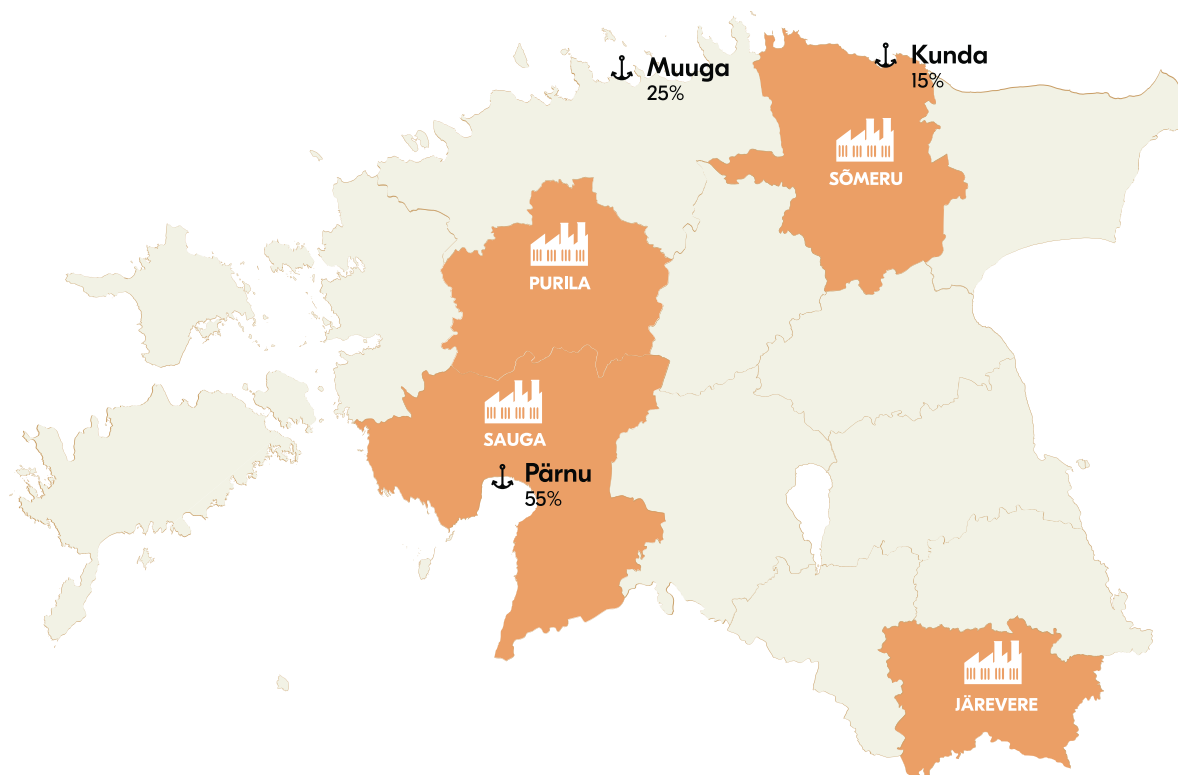 Muuga
25%
Kunda
15%
SÕMERU
PURILA
SAUGA
Pärnu
55%
JÄREVERE